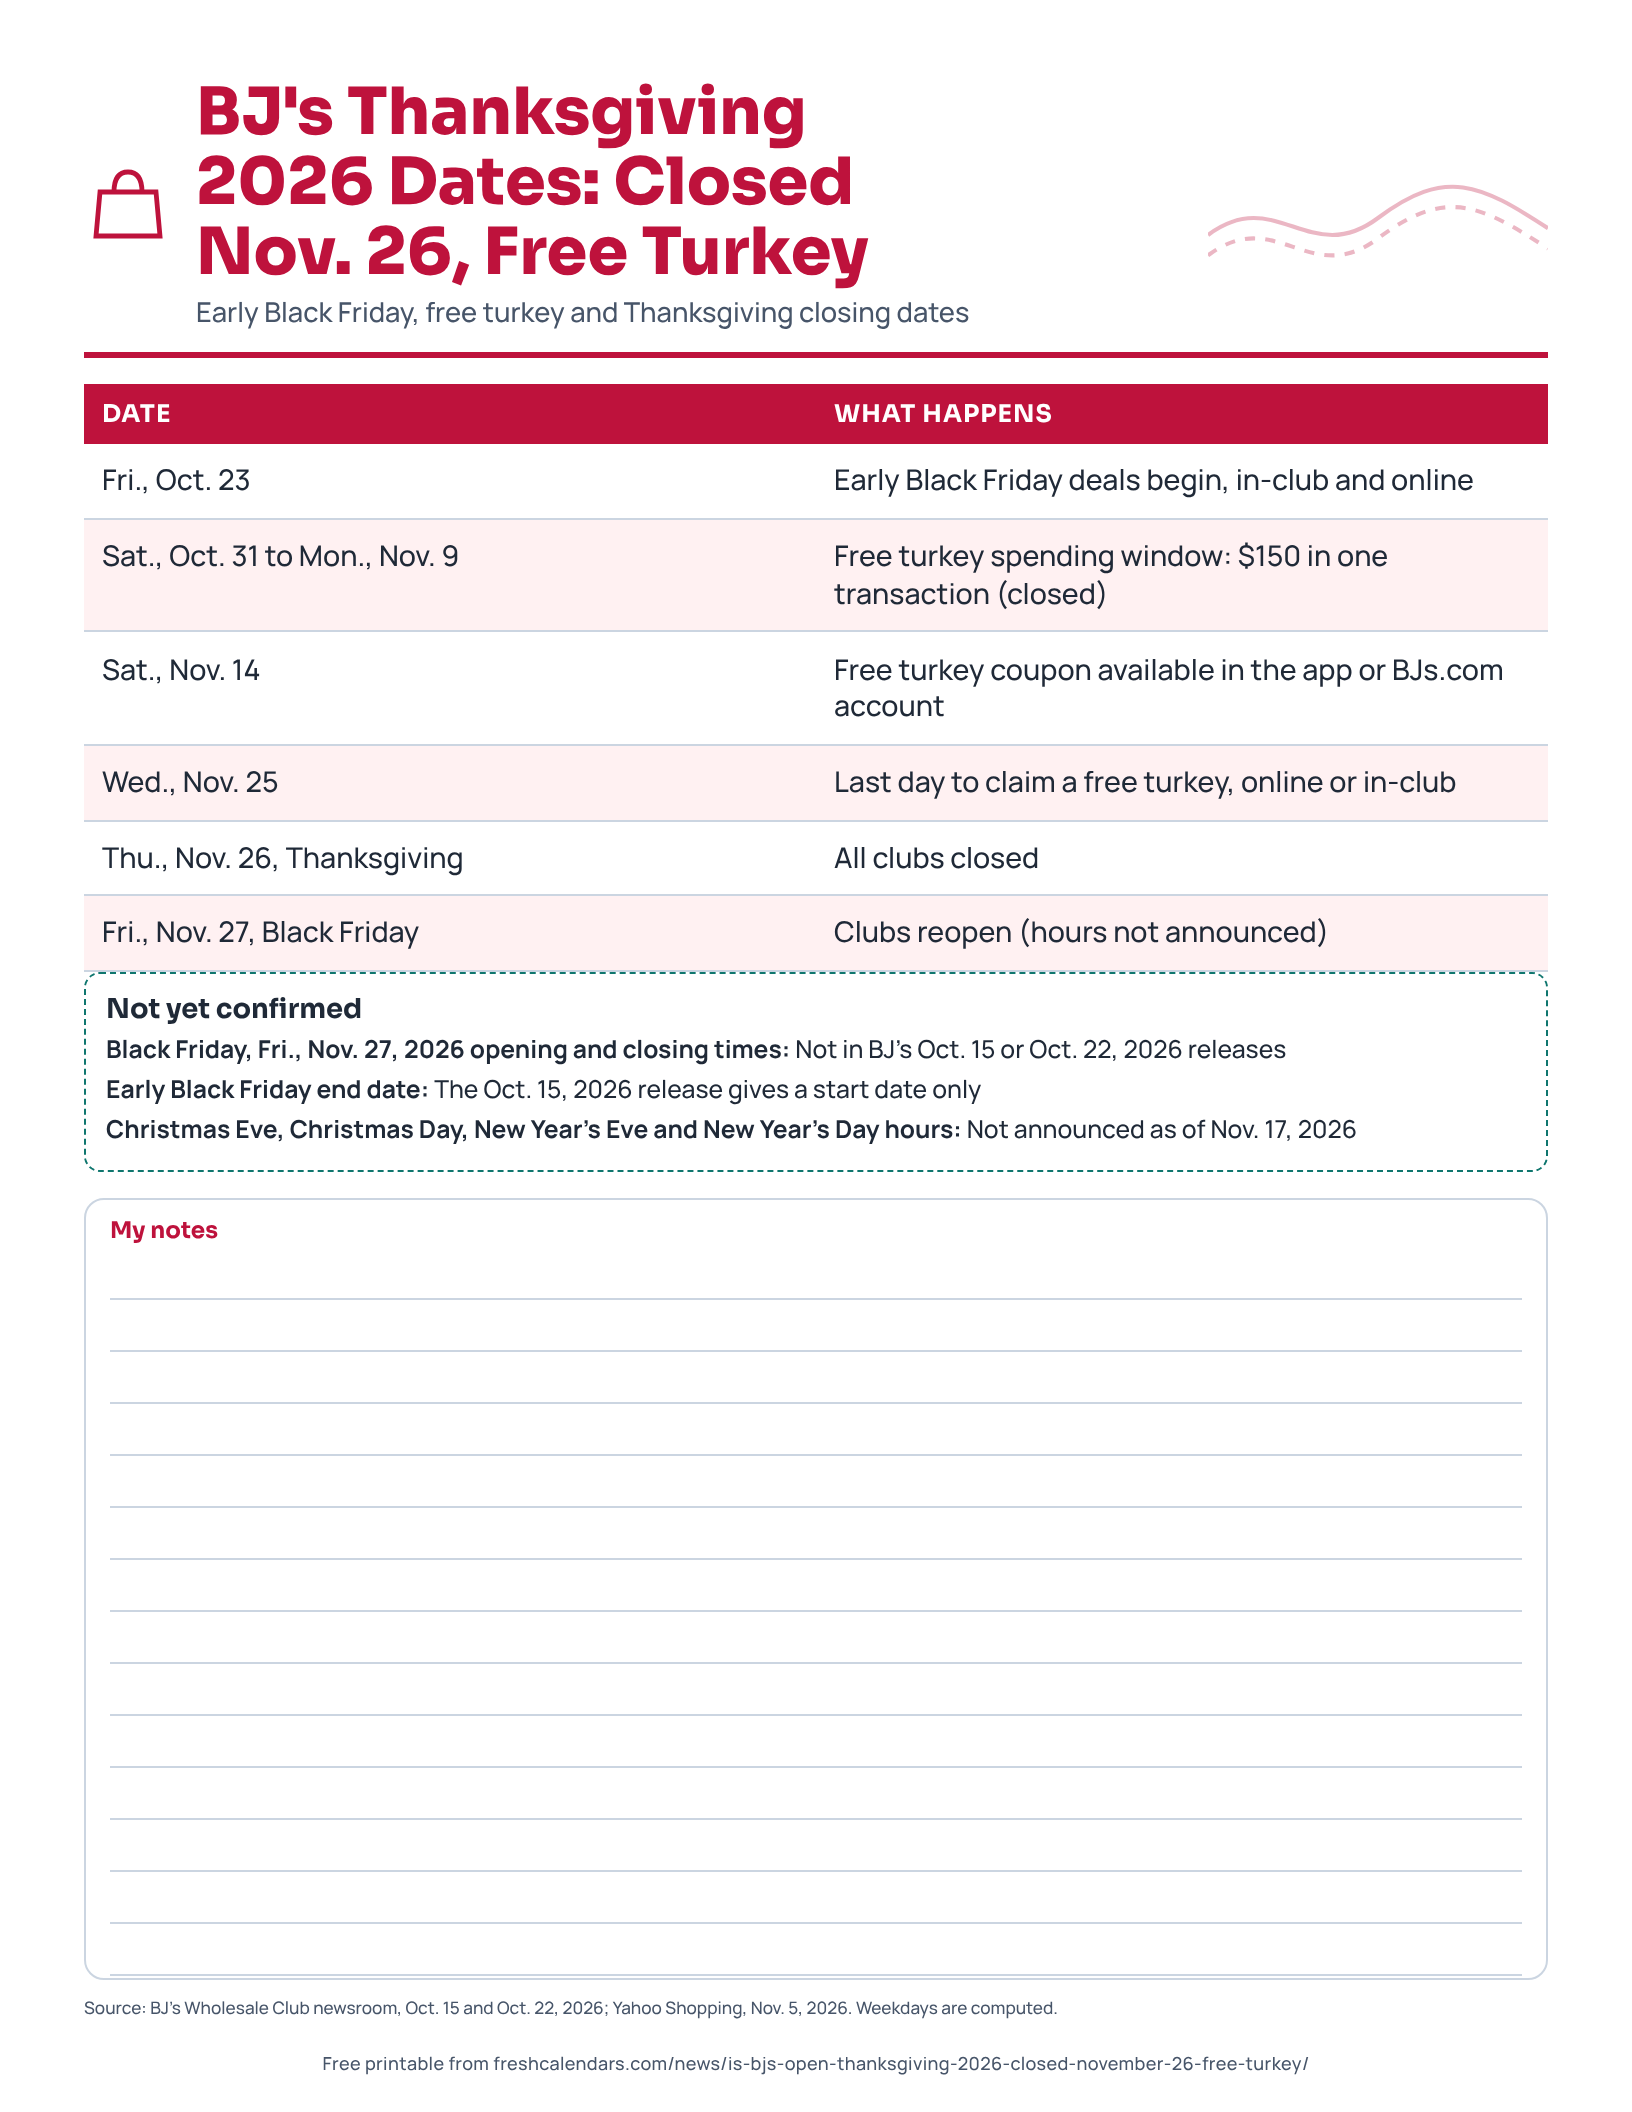 BJ's Thanksgiving
2026 Dates: Closed
Nov. 26, Free Turkey
Early Black Friday, free turkey and Thanksgiving closing dates
DATE WHAT HAPPENS
Fri., Oct. 23 Early Black Friday deals begin, in-club and online
Sat., Oct. 31 to Mon., Nov. 9 Free turkey spending window: $150 in one
transaction (closed)
Sat., Nov. 14 Free turkey coupon available in the app or BJs.com
account
Wed., Nov. 25 Last day to claim a free turkey, online or in-club
Thu., Nov. 26, Thanksgiving All clubs closed
Fri., Nov. 27, Black Friday Clubs reopen (hours not announced)
Not yet confirmed
Black Friday, Fri., Nov. 27, 2026 opening and closing times: Not in BJ's Oct. 15 or Oct. 22, 2026 releases
Early Black Friday end date: The Oct. 15, 2026 release gives a start date only
Christmas Eve, Christmas Day, New Year's Eve and New Year's Day hours: Not announced as of Nov. 17, 2026
My notes
Source: BJ's Wholesale Club newsroom, Oct. 15 and Oct. 22, 2026; Yahoo Shopping, Nov. 5, 2026. Weekdays are computed.
Free printable from freshcalendars.com/news/is-bjs-open-thanksgiving-2026-closed-november-26-free-turkey/